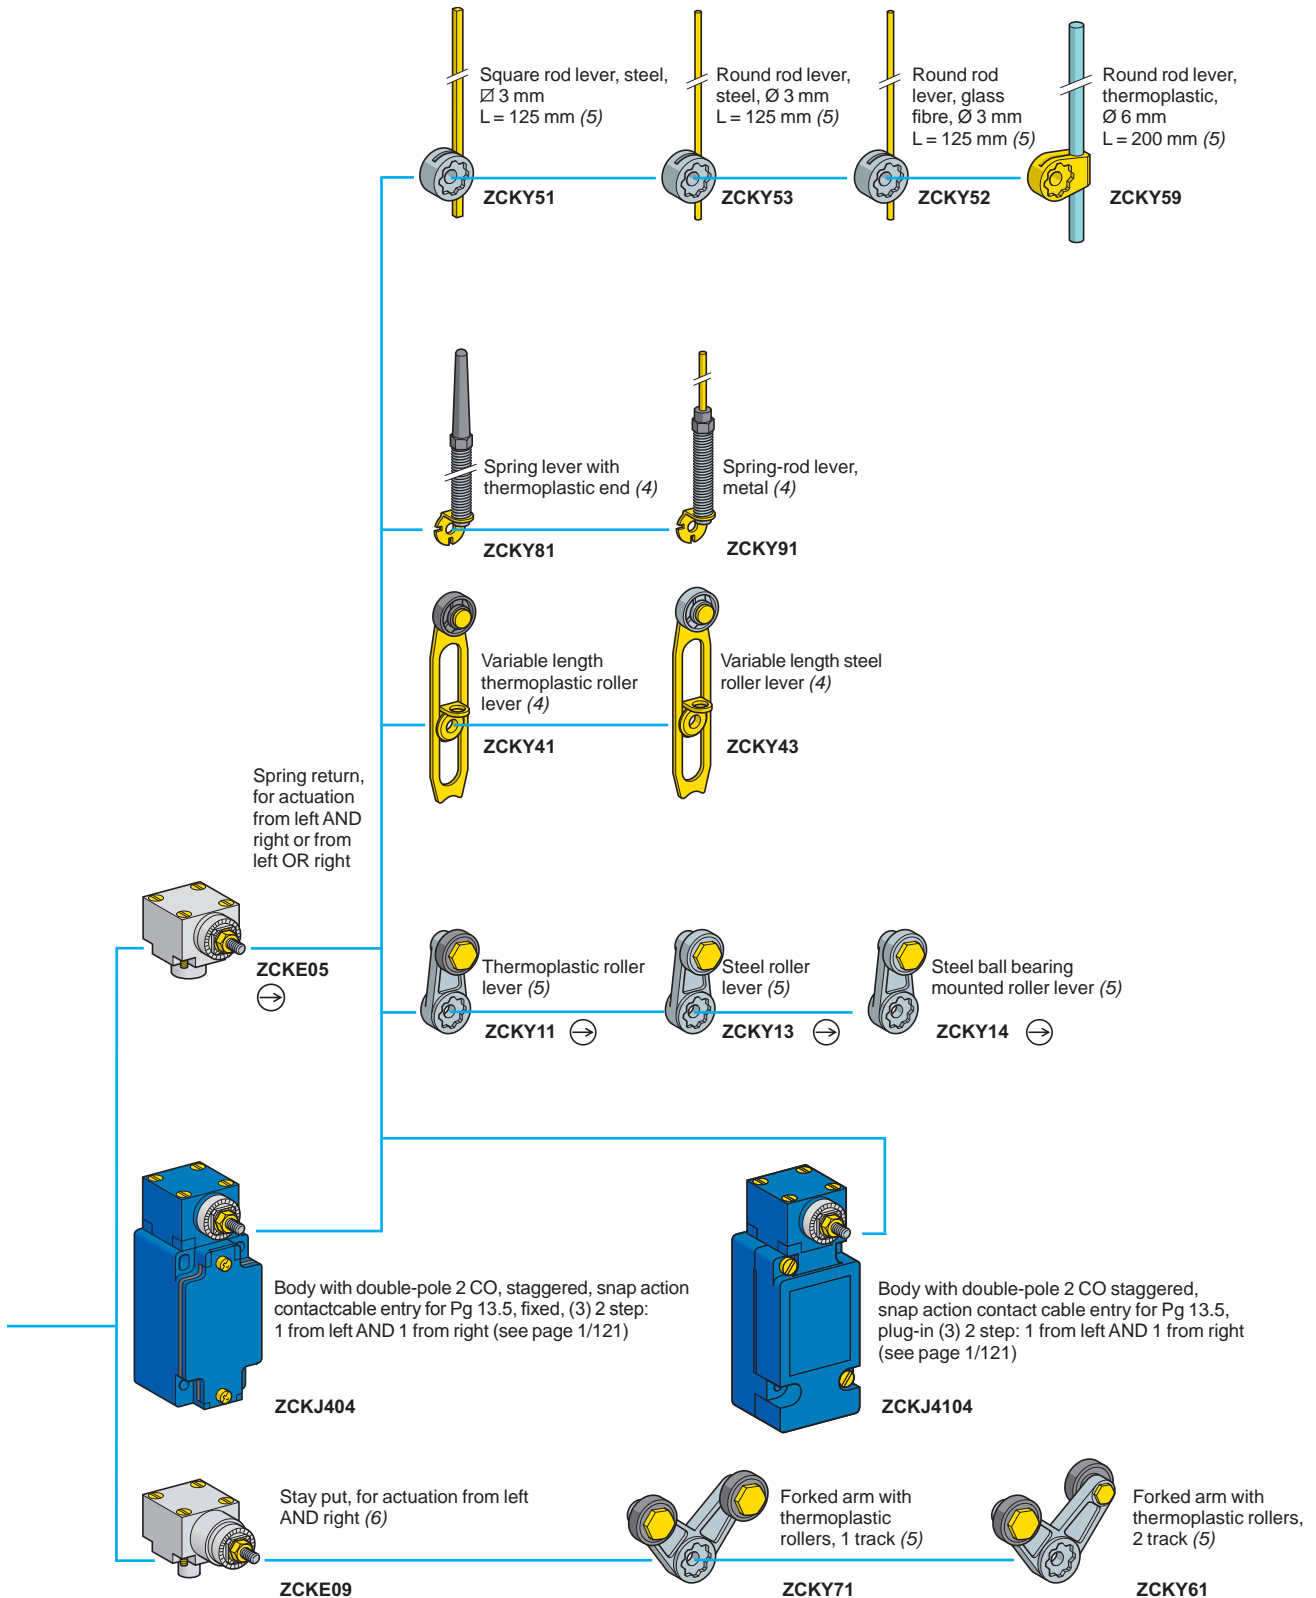 Square rod lever, steel,
⌀ 3 mm
L = 125 mm (5)
ZCKY51
Round rod lever,
steel, Ø 3 mm
L = 125 mm (5)
ZCKY53
Round rod
lever, glass
fibre, Ø 3 mm
L = 125 mm (5)
ZCKY52
Round rod lever,
thermoplastic,
Ø 6 mm
L = 200 mm (5)
ZCKY59
Spring lever with
thermoplastic end (4)
ZCKY81
Spring-rod lever,
metal (4)
ZCKY91
Variable length
thermoplastic roller
lever (4)
ZCKY41
Variable length steel
roller lever (4)
ZCKY43
Spring return,
for actuation
from left AND
right or from
left OR right
ZCKE05
Thermoplastic roller
lever (5)
ZCKY11
Steel roller
lever (5)
ZCKY13
Steel ball bearing
mounted roller lever (5)
ZCKY14
Body with double-pole 2 CO, staggered, snap action
contactcable entry for Pg 13.5, fixed, (3) 2 step:
1 from left AND 1 from right (see page 1/121)
ZCKJ404
Body with double-pole 2 CO staggered,
snap action contact cable entry for Pg 13.5,
plug-in (3) 2 step: 1 from left AND 1 from right
(see page 1/121)
ZCKJ4104
Stay put, for actuation from left
AND right (6)
ZCKE09
Forked arm with
thermoplastic
rollers, 1 track (5)
ZCKY71
Forked arm with
thermoplastic rollers,
2 track (5)
ZCKY61